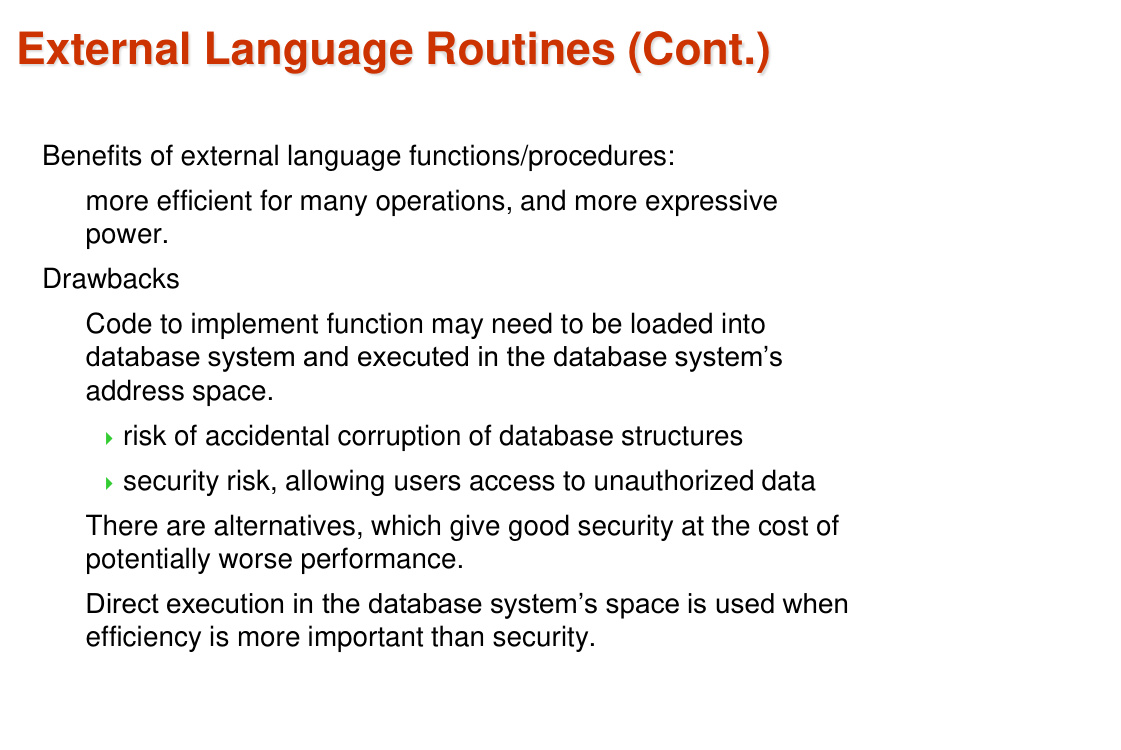 External Language Routines (Cont.)
Benefits of external language functions/procedures:
more efficient for many operations, and more expressive
power.
Drawbacks
Code to implement function may need to be loaded into
database system and executed in the database system’s
address space.
risk of accidental corruption of database structures
security risk, allowing users access to unauthorized data
There are alternatives, which give good security at the cost of
potentially worse performance.
Direct execution in the database system’s space is used when
efficiency is more important than security.